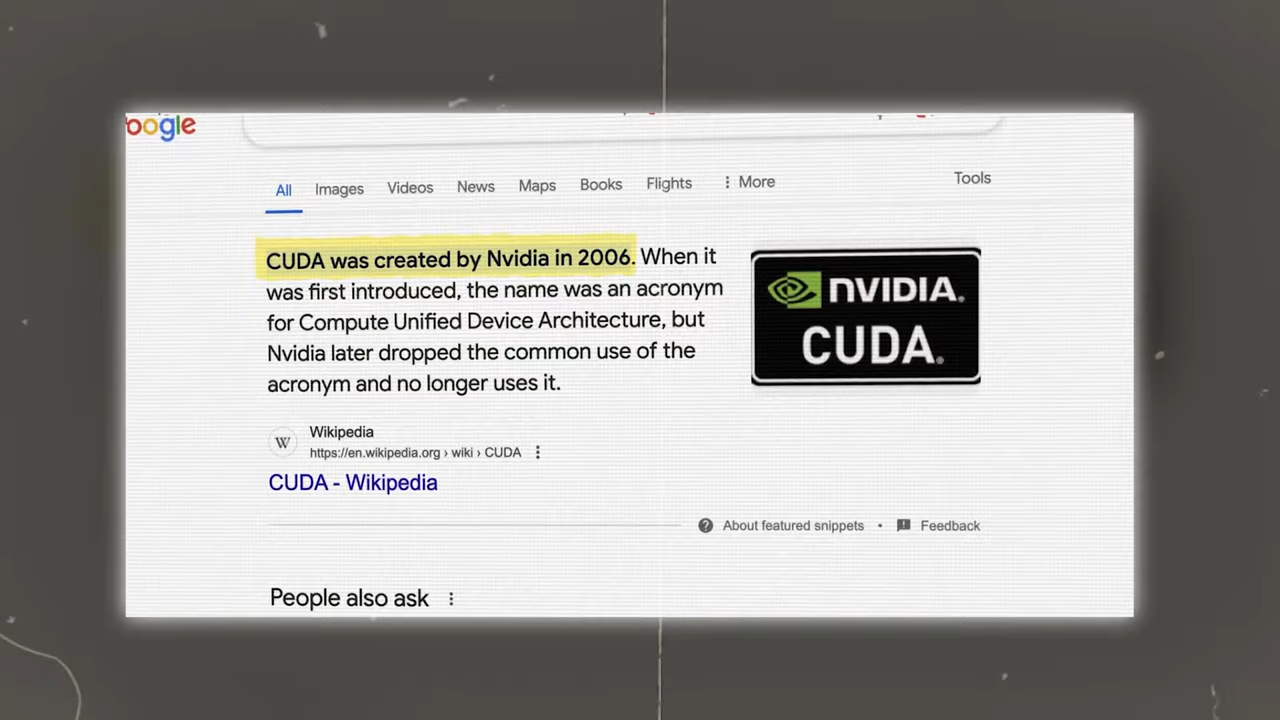 oogle
All Images Videos News Maps Books Flights More Tools
CUDA was created by Nvidia in 2006. When it
was first introduced, the name was an acronym
for Compute Unified Device Architecture, but
Nvidia later dropped the common use of the
acronym and no longer uses it.
NVIDIA.
CUDA.
W
Wikipedia
https://en.wikipedia.org › wiki › CUDA
CUDA - Wikipedia
About featured snippets • Feedback
People also ask